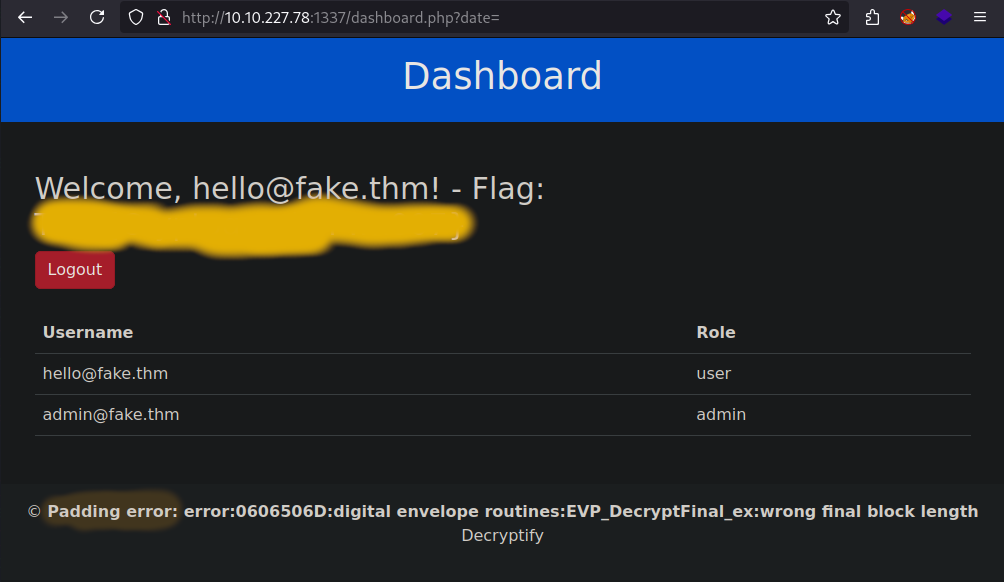 http://10.10.227.78:1337/dashboard.php?date=
Dashboard
Welcome, hello@fake.thm! - Flag:
Logout
Username Role
hello@fake.thm user
admin@fake.thm admin
© Padding error: error:0606506D:digital envelope routines:EVP_DecryptFinal_ex:wrong final block length
Decryptify